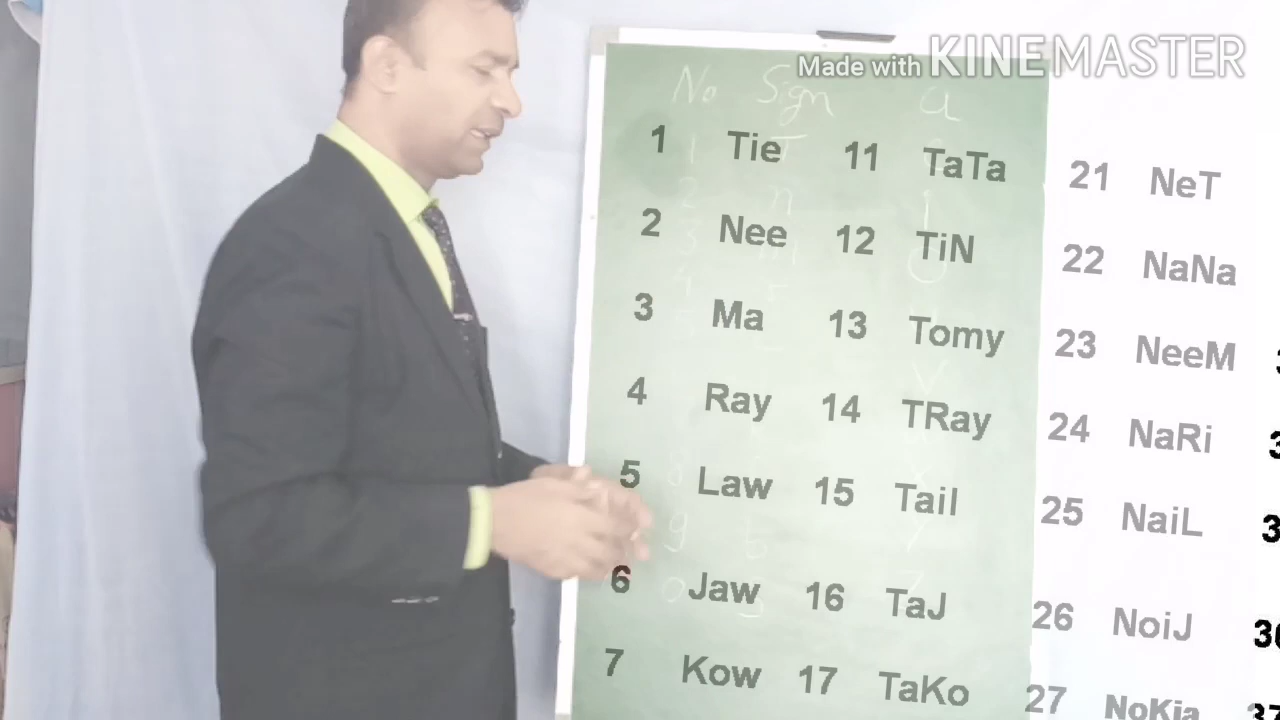 Made with KINEMASTER
No Sign a
1 Tie 11 TaTa 21 NeT
2 Nee 12 TiN 22 NaNa
3 Ma 13 Tomy 23 NeeM
4 Ray 14 TRay 24 NaRi
5 Law 15 Tail 25 NaiL
6 Jaw 16 TaJ 26 NoiJ
7 Kow 17 TaKo 27 NoKia